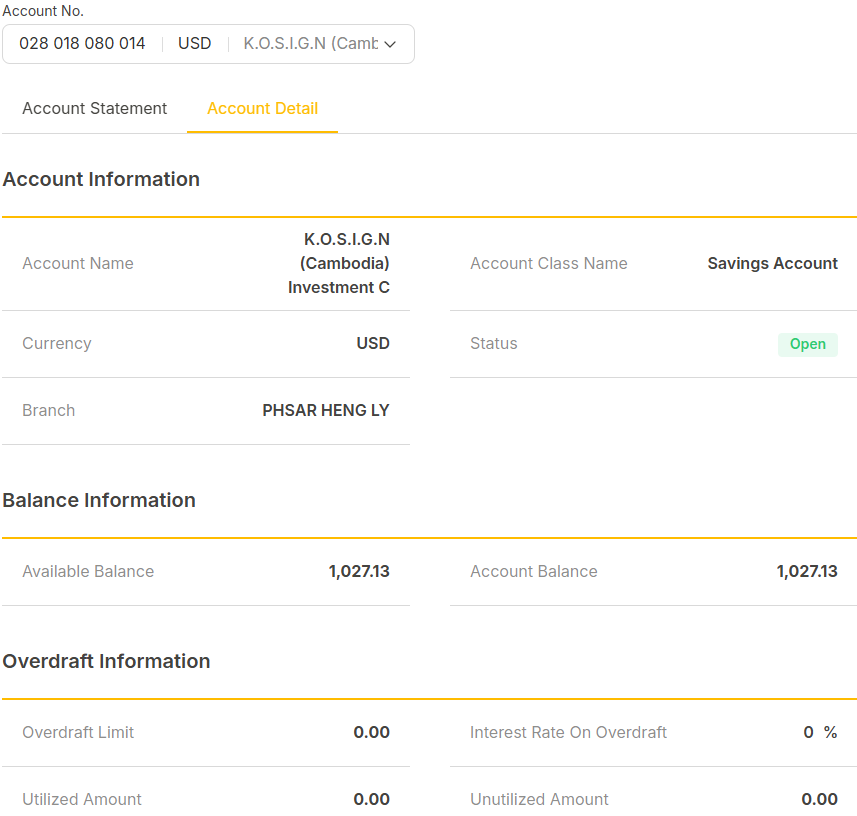 Account No.
028 018 080 014 USD K.O.S.I.G.N (Camb
Account Statement Account Detail
Account Information
Account Name K.O.S.I.G.N (Cambodia) Investment C
Account Class Name Savings Account
Currency USD
Status Open
Branch PHSAR HENG LY
Balance Information
Available Balance 1,027.13
Account Balance 1,027.13
Overdraft Information
Overdraft Limit 0.00
Interest Rate On Overdraft 0 %
Utilized Amount 0.00
Unutilized Amount 0.00